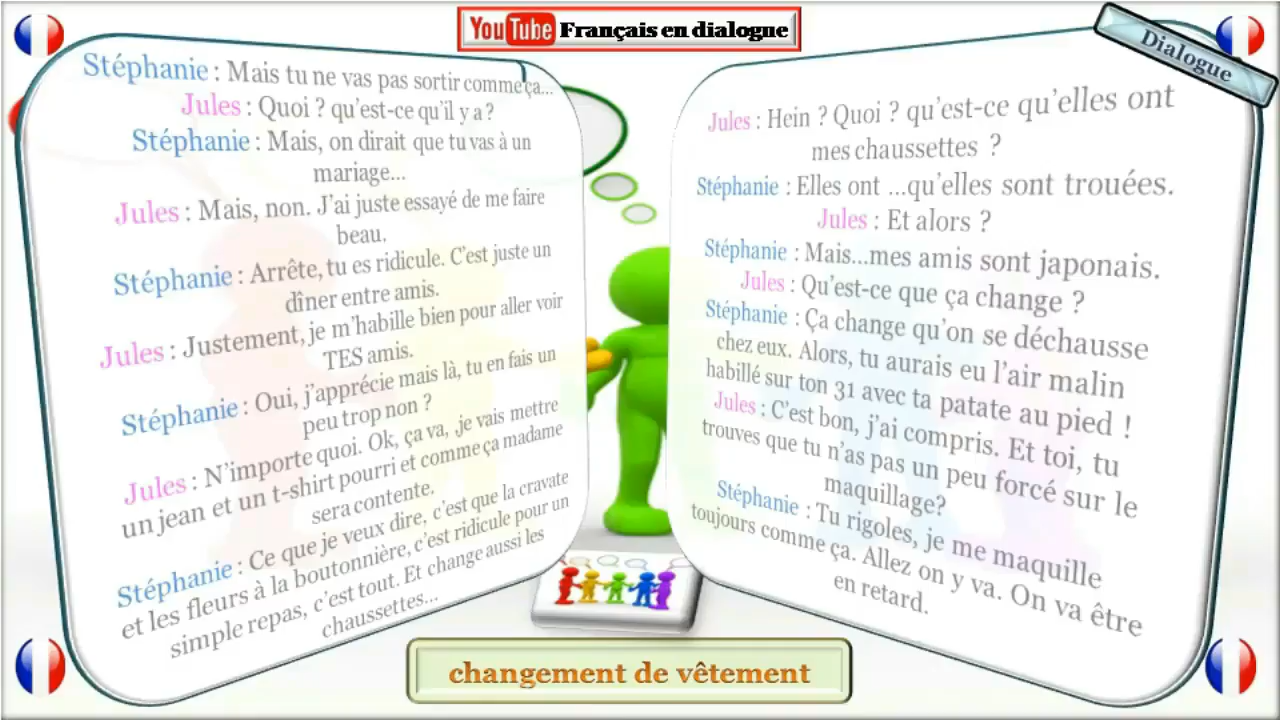 YouTube Français en dialogue
Dialogue
Stéphanie : Mais tu ne vas pas sortir comme ça...
Jules : Quoi ? qu'est-ce qu'il y a ?
Stéphanie : Mais, on dirait que tu vas à un
mariage...
Jules : Mais, non. J'ai juste essayé de me faire
beau.
Stéphanie : Arrête, tu es ridicule. C'est juste un
dîner entre amis.
Jules : Justement, je m'habille bien pour aller voir
TES amis.
Stéphanie : Oui, j'apprécie mais là, tu en fais un
peu trop non ?
Jules : N'importe quoi. Ok, ça va, je vais mettre
un jean et un t-shirt pourri et comme ça madame
sera contente.
Stéphanie : Ce que je veux dire, c'est que la cravate
et les fleurs à la boutonnière, c'est ridicule pour un
simple repas, c'est tout. Et change aussi les
chaussettes...
Jules : Hein ? Quoi ? qu'est-ce qu'elles ont
mes chaussettes ?
Stéphanie : Elles ont ...qu'elles sont trouées.
Jules : Et alors ?
Stéphanie : Mais...mes amis sont japonais.
Jules : Qu'est-ce que ça change ?
Stéphanie : Ça change qu'on se déchausse
chez eux. Alors, tu aurais eu l'air malin
habillé sur ton 31 avec ta patate au pied !
Jules : C'est bon, j'ai compris. Et toi, tu
trouves que tu n'as pas un peu forcé sur le
maquillage?
Stéphanie : Tu rigoles, je me maquille
toujours comme ça. Allez on y va. On va être
en retard.
changement de vêtement